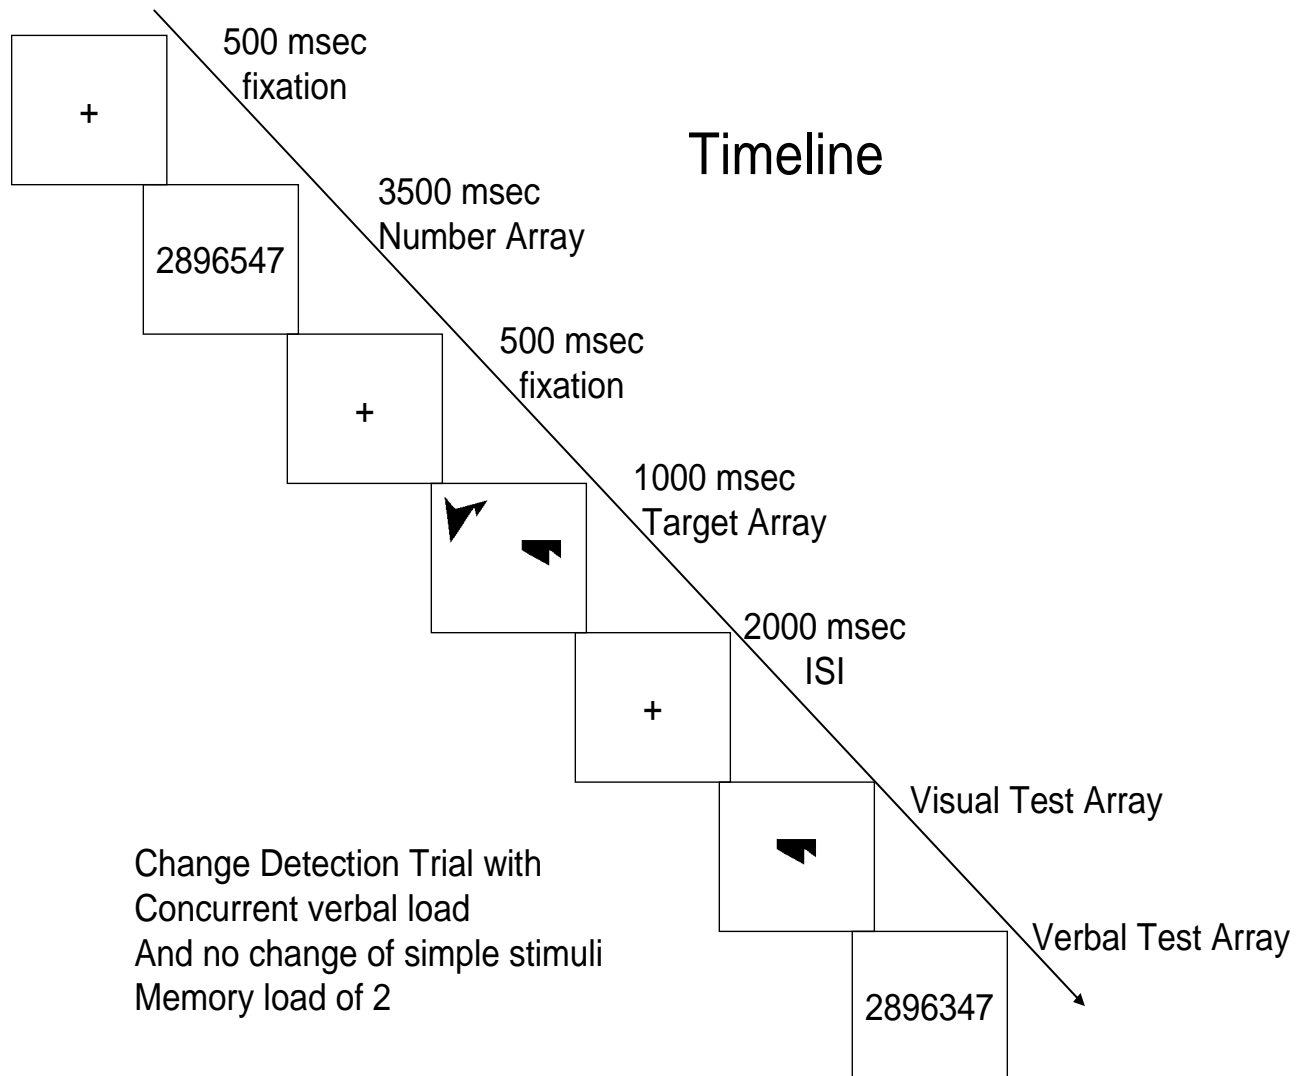 500 msec
fixation
+
Timeline
3500 msec
Number Array
2896547
500 msec
fixation
+
1000 msec
Target Array
2000 msec
ISI
+
Visual Test Array
Change Detection Trial with
Concurrent verbal load
And no change of simple stimuli
Memory load of 2
Verbal Test Array
2896347